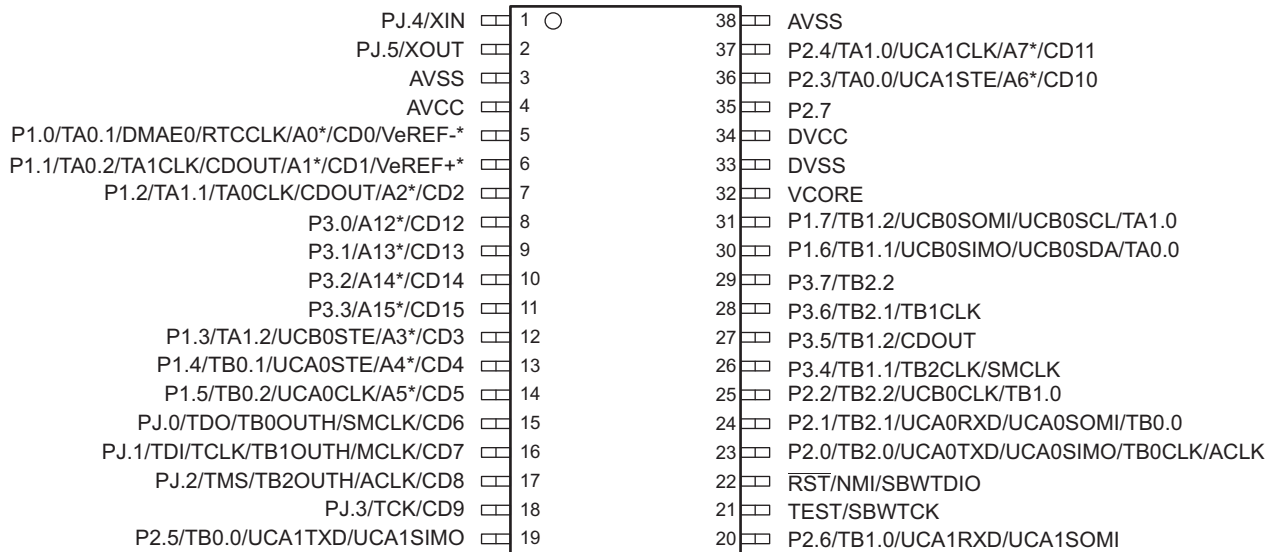 PJ.4/XIN 1 38 AVSS
PJ.5/XOUT 2 37 P2.4/TA1.0/UCA1CLK/A7*/CD11
AVSS 3 36 P2.3/TA0.0/UCA1STE/A6*/CD10
AVCC 4 35 P2.7
P1.0/TA0.1/DMAE0/RTCCLK/A0*/CD0/VeREF-* 5 34 DVCC
P1.1/TA0.2/TA1CLK/CDOUT/A1*/CD1/VeREF+* 6 33 DVSS
P1.2/TA1.1/TA0CLK/CDOUT/A2*/CD2 7 32 VCORE
P3.0/A12*/CD12 8 31 P1.7/TB1.2/UCB0SOMI/UCB0SCL/TA1.0
P3.1/A13*/CD13 9 30 P1.6/TB1.1/UCB0SIMO/UCB0SDA/TA0.0
P3.2/A14*/CD14 10 29 P3.7/TB2.2
P3.3/A15*/CD15 11 28 P3.6/TB2.1/TB1CLK
P1.3/TA1.2/UCB0STE/A3*/CD3 12 27 P3.5/TB1.2/CDOUT
P1.4/TB0.1/UCA0STE/A4*/CD4 13 26 P3.4/TB1.1/TB2CLK/SMCLK
P1.5/TB0.2/UCA0CLK/A5*/CD5 14 25 P2.2/TB2.2/UCB0CLK/TB1.0
PJ.0/TDO/TB0OUTH/SMCLK/CD6 15 24 P2.1/TB2.1/UCA0RXD/UCA0SOMI/TB0.0
PJ.1/TDI/TCLK/TB1OUTH/MCLK/CD7 16 23 P2.0/TB2.0/UCA0TXD/UCA0SIMO/TB0CLK/ACLK
PJ.2/TMS/TB2OUTH/ACLK/CD8 17 22 RST/NMI/SBWTDIO
PJ.3/TCK/CD9 18 21 TEST/SBWTCK
P2.5/TB0.0/UCA1TXD/UCA1SIMO 19 20 P2.6/TB1.0/UCA1RXD/UCA1SOMI